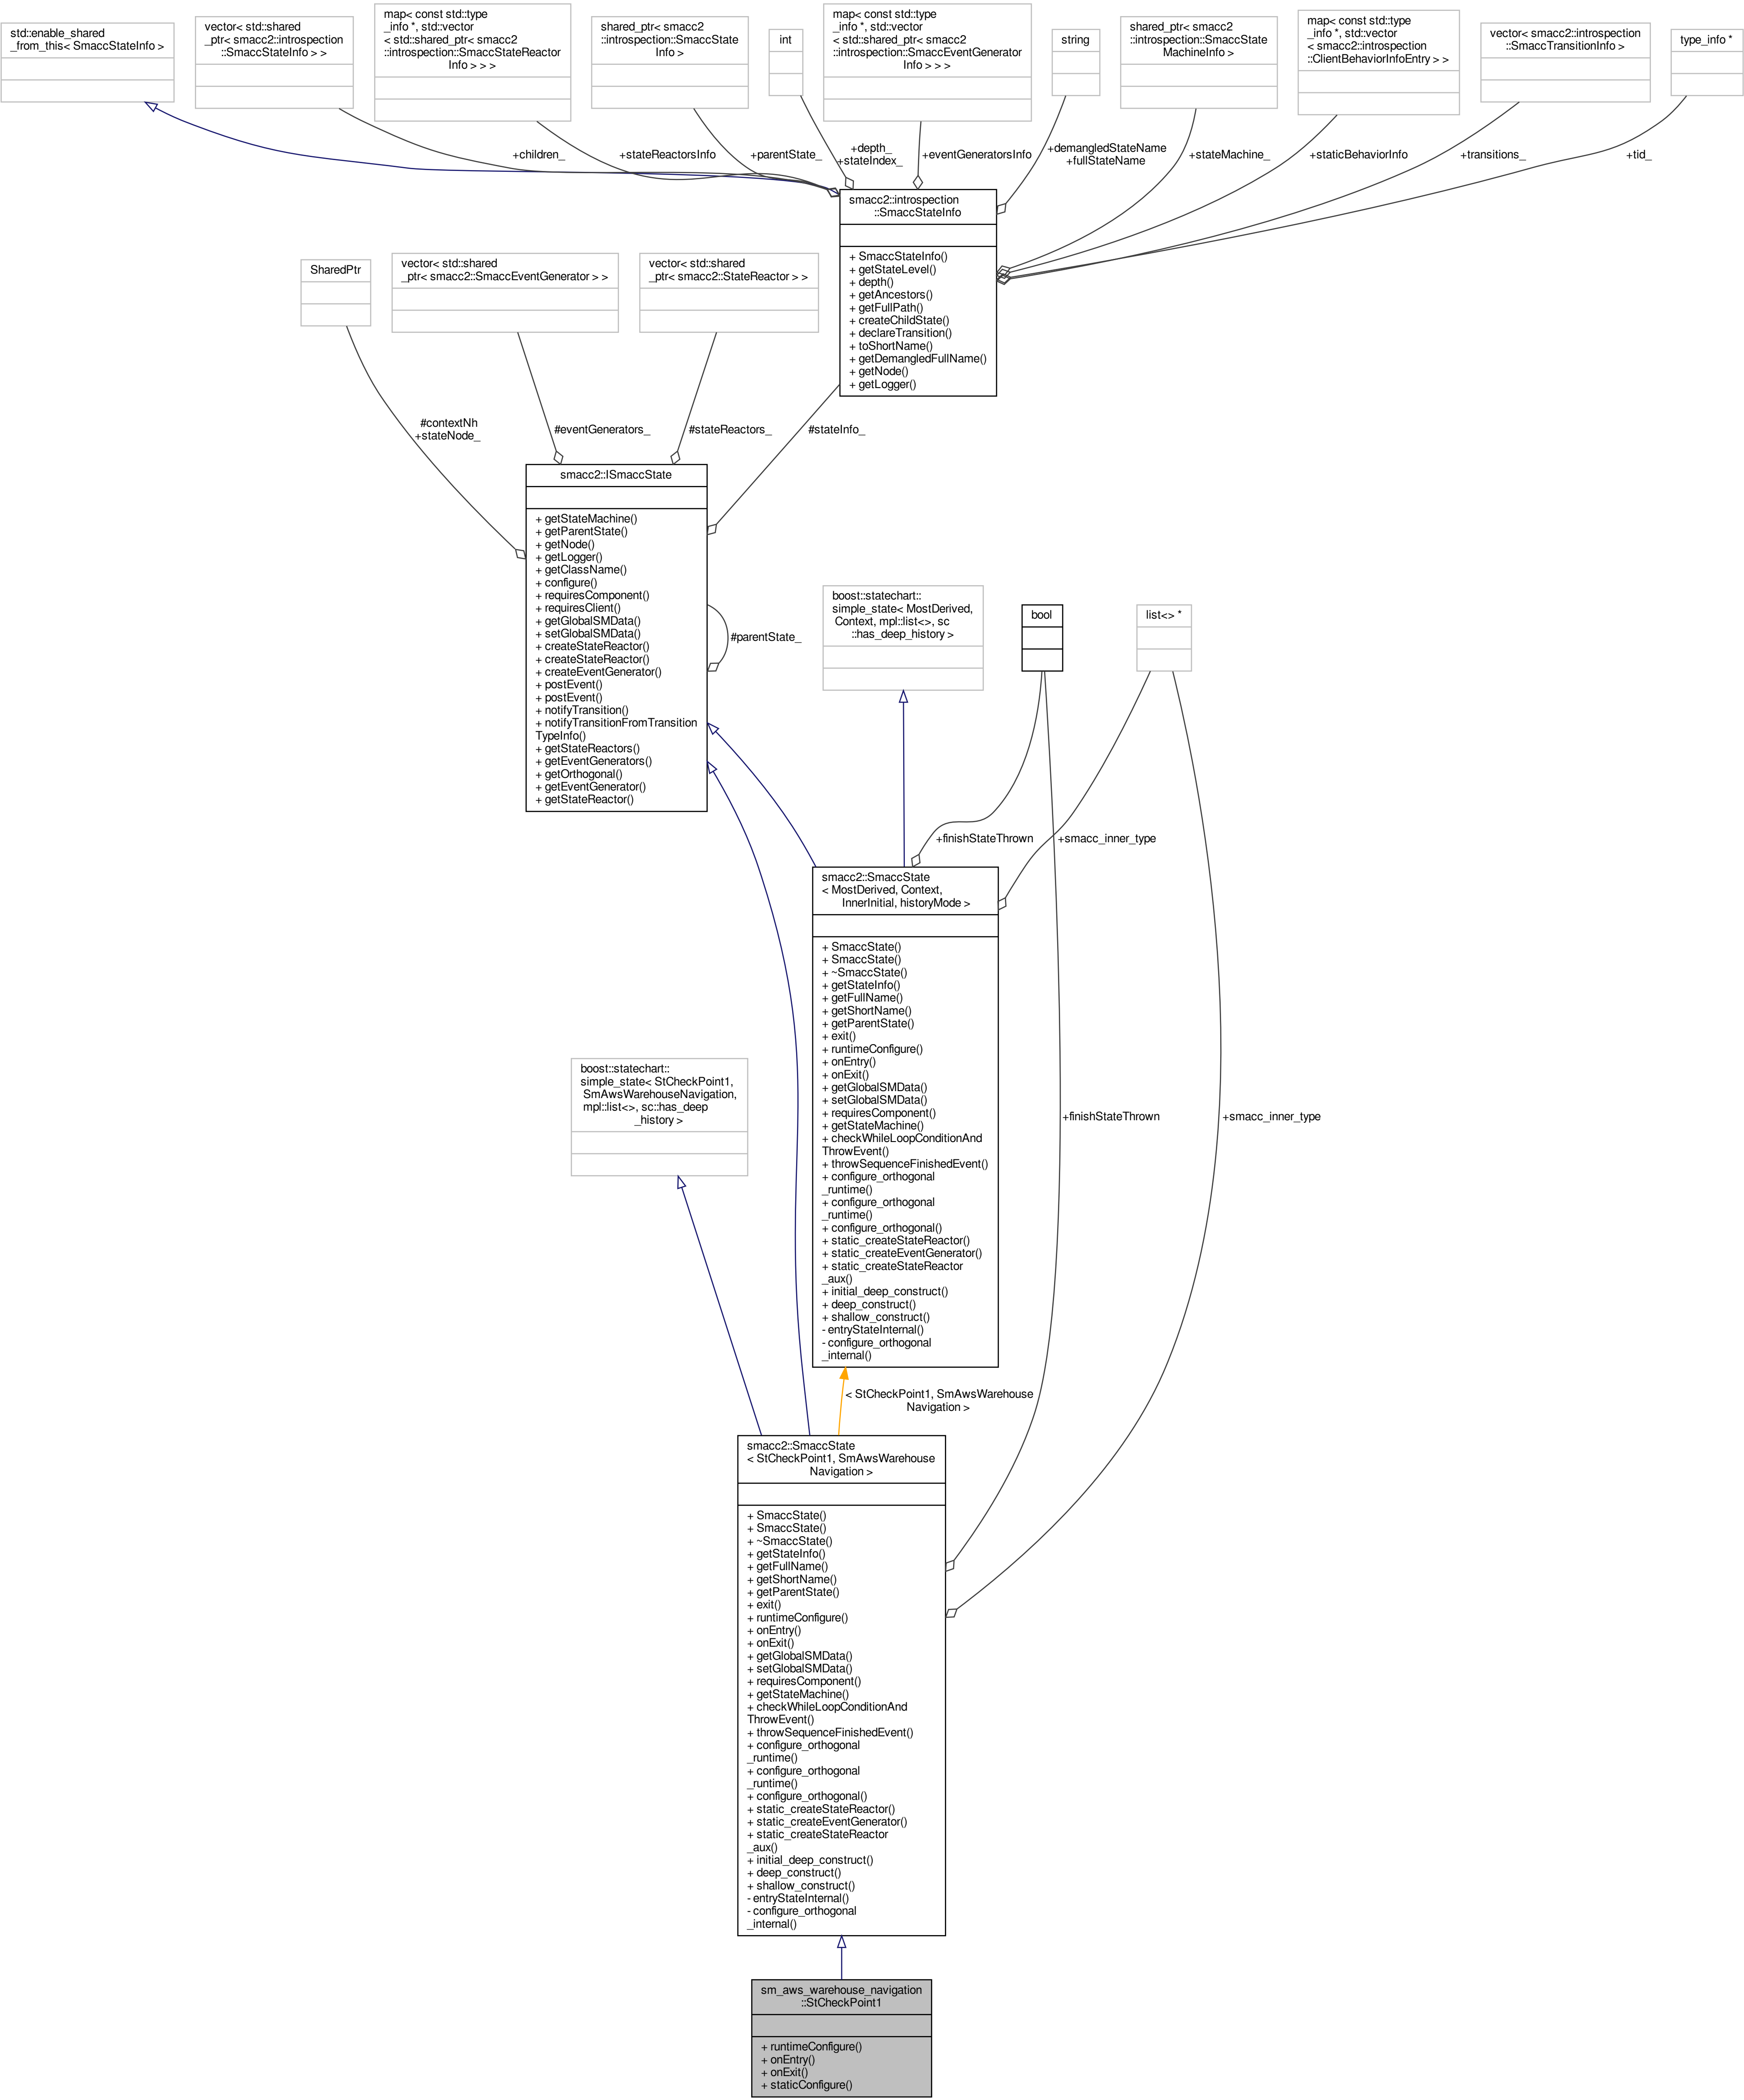 std::enable_shared
_from_this< SmaccStateInfo >
vector< std::shared
_ptr< smacc2::introspection
::SmaccStateInfo > >
map< const std::type
_info *, std::vector
< std::shared_ptr< smacc2
::introspection::SmaccStateReactor
Info > > >
shared_ptr< smacc2
::introspection::SmaccState
Info >
int
map< const std::type
_info *, std::vector
< std::shared_ptr< smacc2
::introspection::SmaccEventGenerator
Info > > >
string
shared_ptr< smacc2
::introspection::SmaccState
MachineInfo >
map< const std::type
_info *, std::vector
< smacc2::introspection
::ClientBehaviorInfoEntry > >
vector< smacc2::introspection
::SmaccTransitionInfo >
type_info *
+children_
+stateReactorsInfo
+parentState_
+depth_
+stateIndex_
+eventGeneratorsInfo
+demangledStateName
+fullStateName
+stateMachine_
+staticBehaviorInfo
+transitions_
+tid_
smacc2::introspection
::SmaccStateInfo
+ SmaccStateInfo()
+ getStateLevel()
+ depth()
+ getAncestors()
+ getFullPath()
+ createChildState()
+ declareTransition()
+ toShortName()
+ getDemangledFullName()
+ getNode()
+ getLogger()
SharedPtr
vector< std::shared
_ptr< smacc2::SmaccEventGenerator > >
vector< std::shared
_ptr< smacc2::StateReactor > >
#contextNh
+stateNode_
#eventGenerators_
#stateReactors_
#stateInfo_
smacc2::ISmaccState
+ getStateMachine()
+ getParentState()
+ getNode()
+ getLogger()
+ getClassName()
+ configure()
+ requiresComponent()
+ requiresClient()
+ getGlobalSMData()
+ setGlobalSMData()
+ createStateReactor()
+ createStateReactor()
+ createEventGenerator()
+ postEvent()
+ postEvent()
+ notifyTransition()
+ notifyTransitionFromTransition
TypeInfo()
+ getStateReactors()
+ getEventGenerators()
+ getOrthogonal()
+ getEventGenerator()
+ getStateReactor()
#parentState_
boost::statechart::
simple_state< MostDerived,
Context, mpl::list<>, sc
::has_deep_history >
bool
list<> *
+finishStateThrown
+smacc_inner_type
smacc2::SmaccState
< MostDerived, Context,
InnerInitial, historyMode >
+ SmaccState()
+ SmaccState()
+ ~SmaccState()
+ getStateInfo()
+ getFullName()
+ getShortName()
+ getParentState()
+ exit()
+ runtimeConfigure()
+ onEntry()
+ onExit()
+ getGlobalSMData()
+ setGlobalSMData()
+ requiresComponent()
+ getStateMachine()
+ checkWhileLoopConditionAnd
ThrowEvent()
+ throwSequenceFinishedEvent()
+ configure_orthogonal
_runtime()
+ configure_orthogonal
_runtime()
+ configure_orthogonal()
+ static_createStateReactor()
+ static_createEventGenerator()
+ static_createStateReactor
_aux()
+ initial_deep_construct()
+ deep_construct()
+ shallow_construct()
- entryStateInternal()
- configure_orthogonal
_internal()
boost::statechart::
simple_state< StCheckPoint1,
SmAwsWarehouseNavigation,
mpl::list<>, sc::has_deep
_history >
+finishStateThrown
+smacc_inner_type
< StCheckPoint1, SmAwsWarehouse
Navigation >
smacc2::SmaccState
< StCheckPoint1, SmAwsWarehouse
Navigation >
+ SmaccState()
+ SmaccState()
+ ~SmaccState()
+ getStateInfo()
+ getFullName()
+ getShortName()
+ getParentState()
+ exit()
+ runtimeConfigure()
+ onEntry()
+ onExit()
+ getGlobalSMData()
+ setGlobalSMData()
+ requiresComponent()
+ getStateMachine()
+ checkWhileLoopConditionAnd
ThrowEvent()
+ throwSequenceFinishedEvent()
+ configure_orthogonal
_runtime()
+ configure_orthogonal
_runtime()
+ configure_orthogonal()
+ static_createStateReactor()
+ static_createEventGenerator()
+ static_createStateReactor
_aux()
+ initial_deep_construct()
+ deep_construct()
+ shallow_construct()
- entryStateInternal()
- configure_orthogonal
_internal()
sm_aws_warehouse_navigation
::StCheckPoint1
+ runtimeConfigure()
+ onEntry()
+ onExit()
+ staticConfigure()